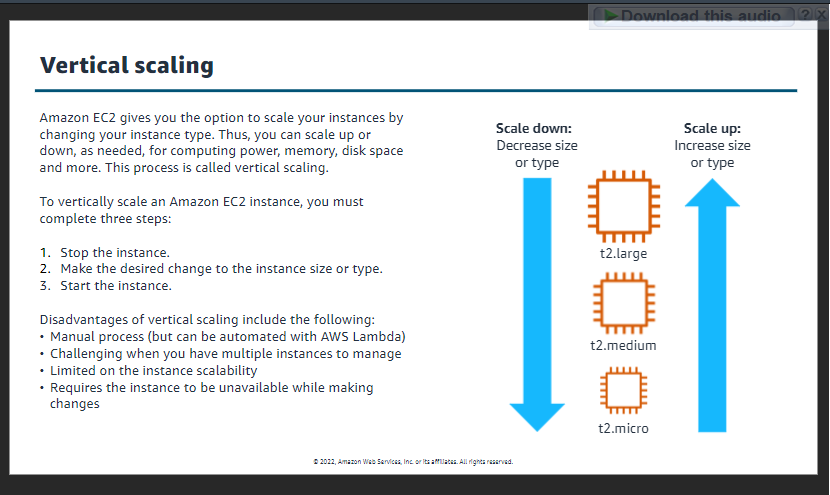 Download this audio ? X
Vertical scaling
Amazon EC2 gives you the option to scale your instances by
changing your instance type. Thus, you can scale up or
down, as needed, for computing power, memory, disk space
and more. This process is called vertical scaling.
To vertically scale an Amazon EC2 instance, you must
complete three steps:
1. Stop the instance.
2. Make the desired change to the instance size or type.
3. Start the instance.
Disadvantages of vertical scaling include the following:
• Manual process (but can be automated with AWS Lambda)
• Challenging when you have multiple instances to manage
• Limited on the instance scalability
• Requires the instance to be unavailable while making
changes
Scale down:
Decrease size
or type
Scale up:
Increase size
or type
t2.large
t2.medium
t2.micro
© 2022, Amazon Web Services, Inc. or its affiliates. All rights reserved.